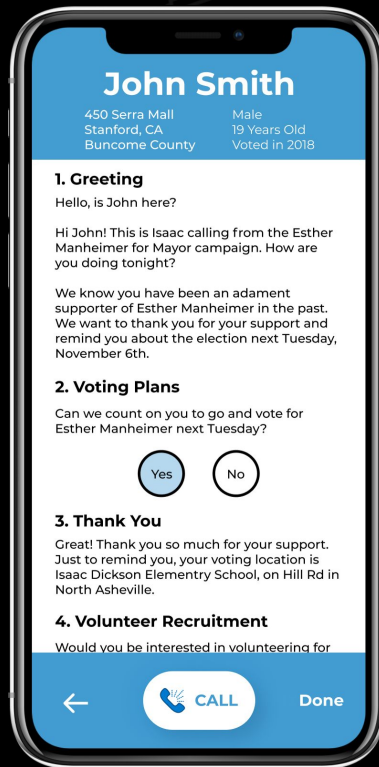 John Smith
450 Serra Mall
Stanford, CA
Buncome County
Male
19 Years Old
Voted in 2018
1. Greeting
Hello, is John here?
Hi John! This is Isaac calling from the Esther
Manheimer for Mayor campaign. How are
you doing tonight?
We know you have been an adament
supporter of Esther Manheimer in the past.
We want to thank you for your support and
remind you about the election next Tuesday,
November 6th.
2. Voting Plans
Can we count on you to go and vote for
Esther Manheimer next Tuesday?
Yes
No
3. Thank You
Great! Thank you so much for your support.
Just to remind you, your voting location is
Isaac Dickson Elementry School, on Hill Rd in
North Asheville.
4. Volunteer Recruitment
Would you be interested in volunteering for
CALL
Done